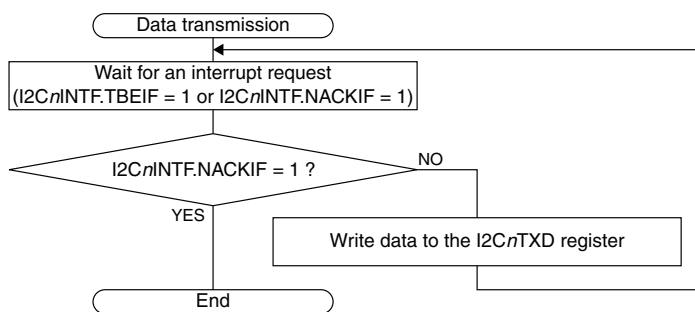 Data transmission
Wait for an interrupt request
(I2CnINTF.TBEIF = 1 or I2CnINTF.NACKIF = 1)
I2CnINTF.NACKIF = 1 ?
NO
YES
Write data to the I2CnTXD register
End